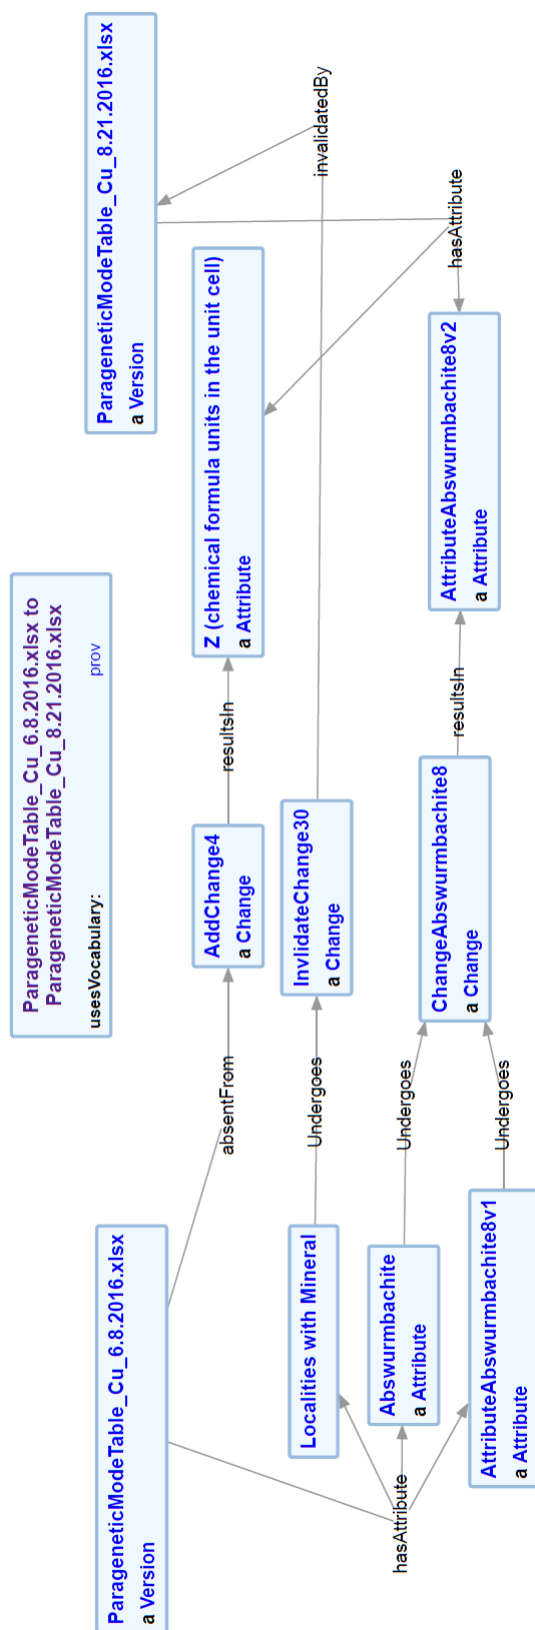 ParageneticModeTable_Cu_6.8.2016.xlsx to
ParageneticModeTable_Cu_8.21.2016.xlsx
usesVocabulary:
prov
ParageneticModeTable_Cu_6.8.2016.xlsx
a Version
absentFrom
AddChange4
a Change
resultsIn
Z (chemical formula units in the unit cell)
a Attribute
ParageneticModeTable_Cu_8.21.2016.xlsx
a Version
hasAttribute
Localities with Mineral
Undergoes
InvlidateChange30
a Change
invalidatedBy
Abswurmbachite
a Attribute
Undergoes
AttributeAbswurmbachite8v1
a Attribute
Undergoes
ChangeAbswurmbachite8
a Change
resultsIn
AttributeAbswurmbachite8v2
a Attribute
hasAttribute